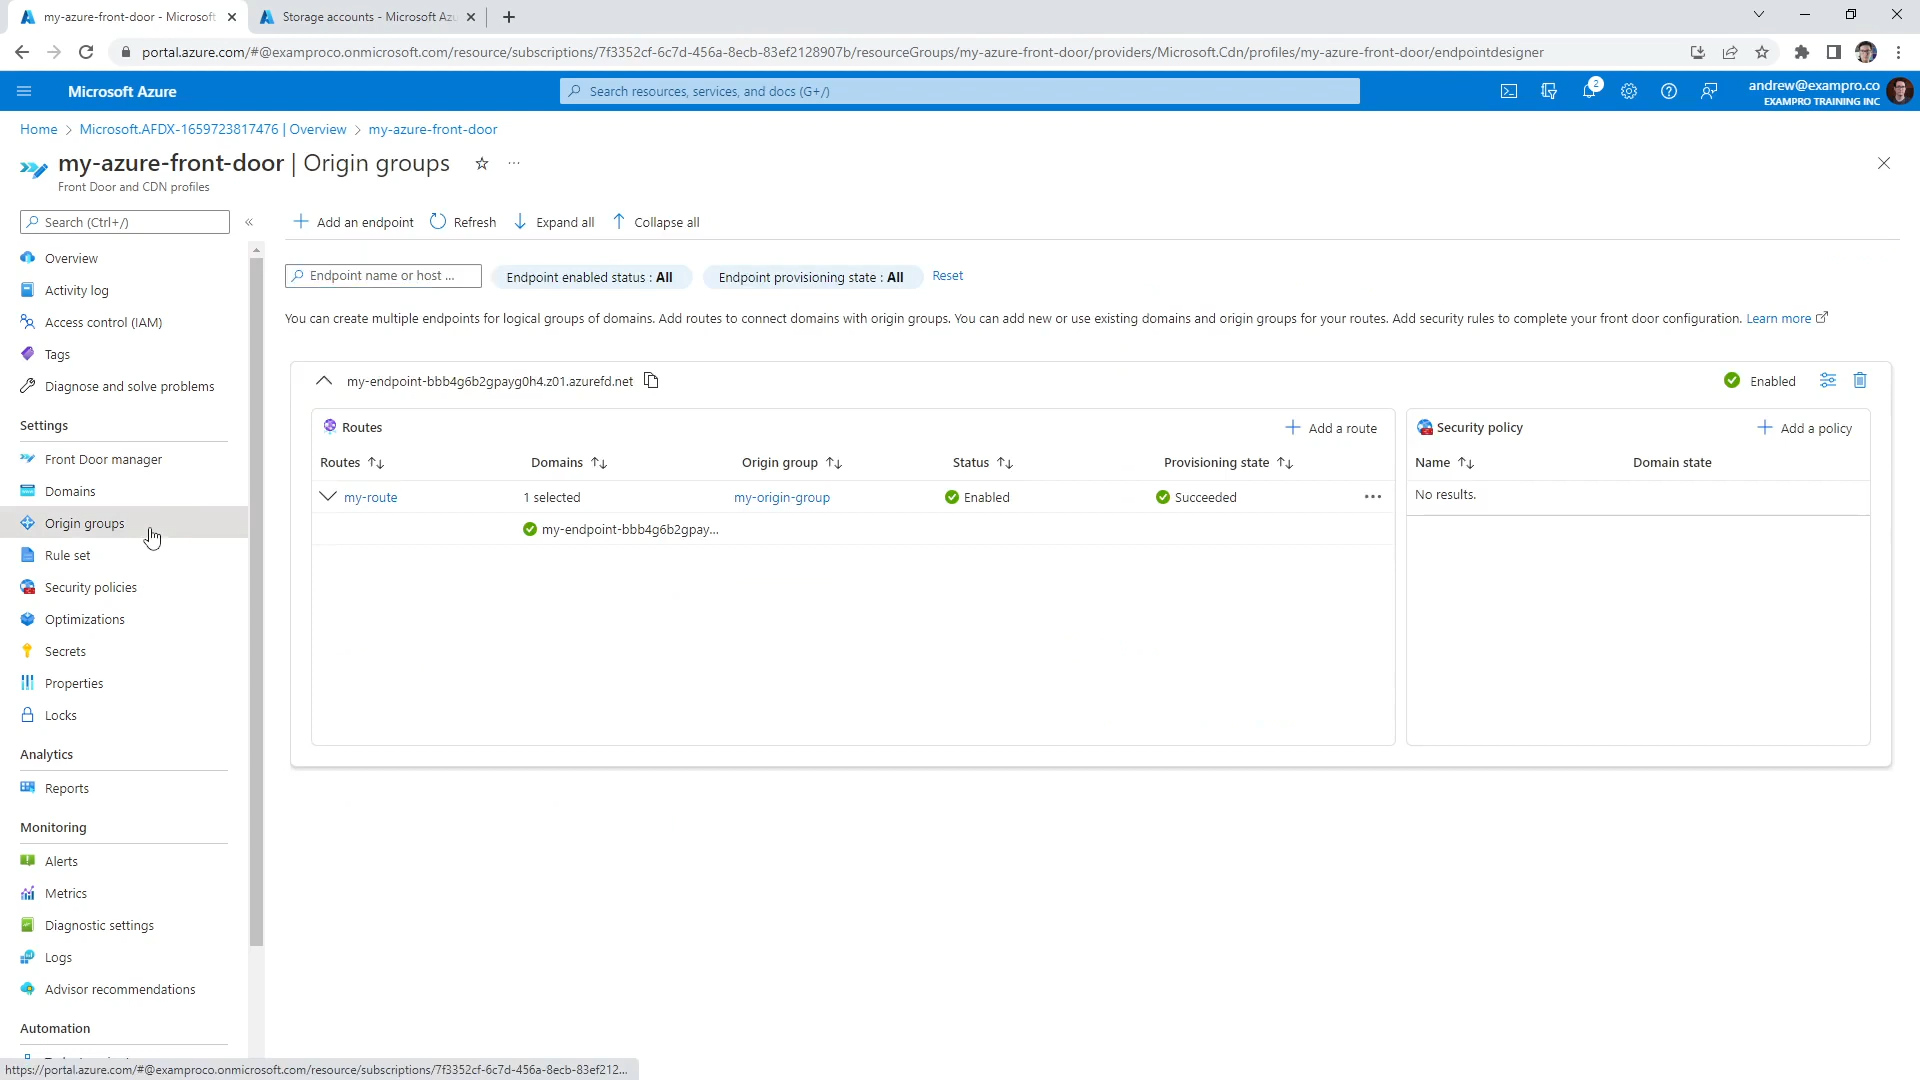 my-azure-front-door - Microsoft
Storage accounts - Microsoft Azu
portal.azure.com/#@examproco.onmicrosoft.com/resource/subscriptions/7f3352cf-6c7d-456a-8ecb-83ef2128907b/resourceGroups/my-azure-front-door/providers/Microsoft.Cdn/profiles/my-azure-front-door/endpointdesigner
Microsoft Azure
Search resources, services, and docs (G+/)
2
andrew@exampro.co
EXAMPRO TRAINING INC
Home > Microsoft.AFDX-1659723817476 | Overview > my-azure-front-door
my-azure-front-door | Origin groups
Front Door and CDN profiles
Search (Ctrl+/)
Overview
Activity log
Access control (IAM)
Tags
Diagnose and solve problems
Settings
Front Door manager
Domains
Origin groups
Rule set
Security policies
Optimizations
Secrets
Properties
Locks
Analytics
Reports
Monitoring
Alerts
Metrics
Diagnostic settings
Logs
Advisor recommendations
Automation
Add an endpoint Refresh Expand all Collapse all
Endpoint name or host ... Endpoint enabled status : All Endpoint provisioning state : All Reset
You can create multiple endpoints for logical groups of domains. Add routes to connect domains with origin groups. You can add new or use existing domains and origin groups for your routes. Add security rules to complete your front door configuration. Learn more
my-endpoint-bbb4g6b2gpayg0h4.z01.azurefd.net
Enabled
Routes
Add a route
Routes Domains Origin group Status Provisioning state
my-route 1 selected my-origin-group Enabled Succeeded
my-endpoint-bbb4g6b2gpay...
Security policy
Add a policy
Name Domain state
No results.
https://portal.azure.com/#@examproco.onmicrosoft.com/resource/subscriptions/7f3352cf-6c7d-456a-8ecb-83ef212...